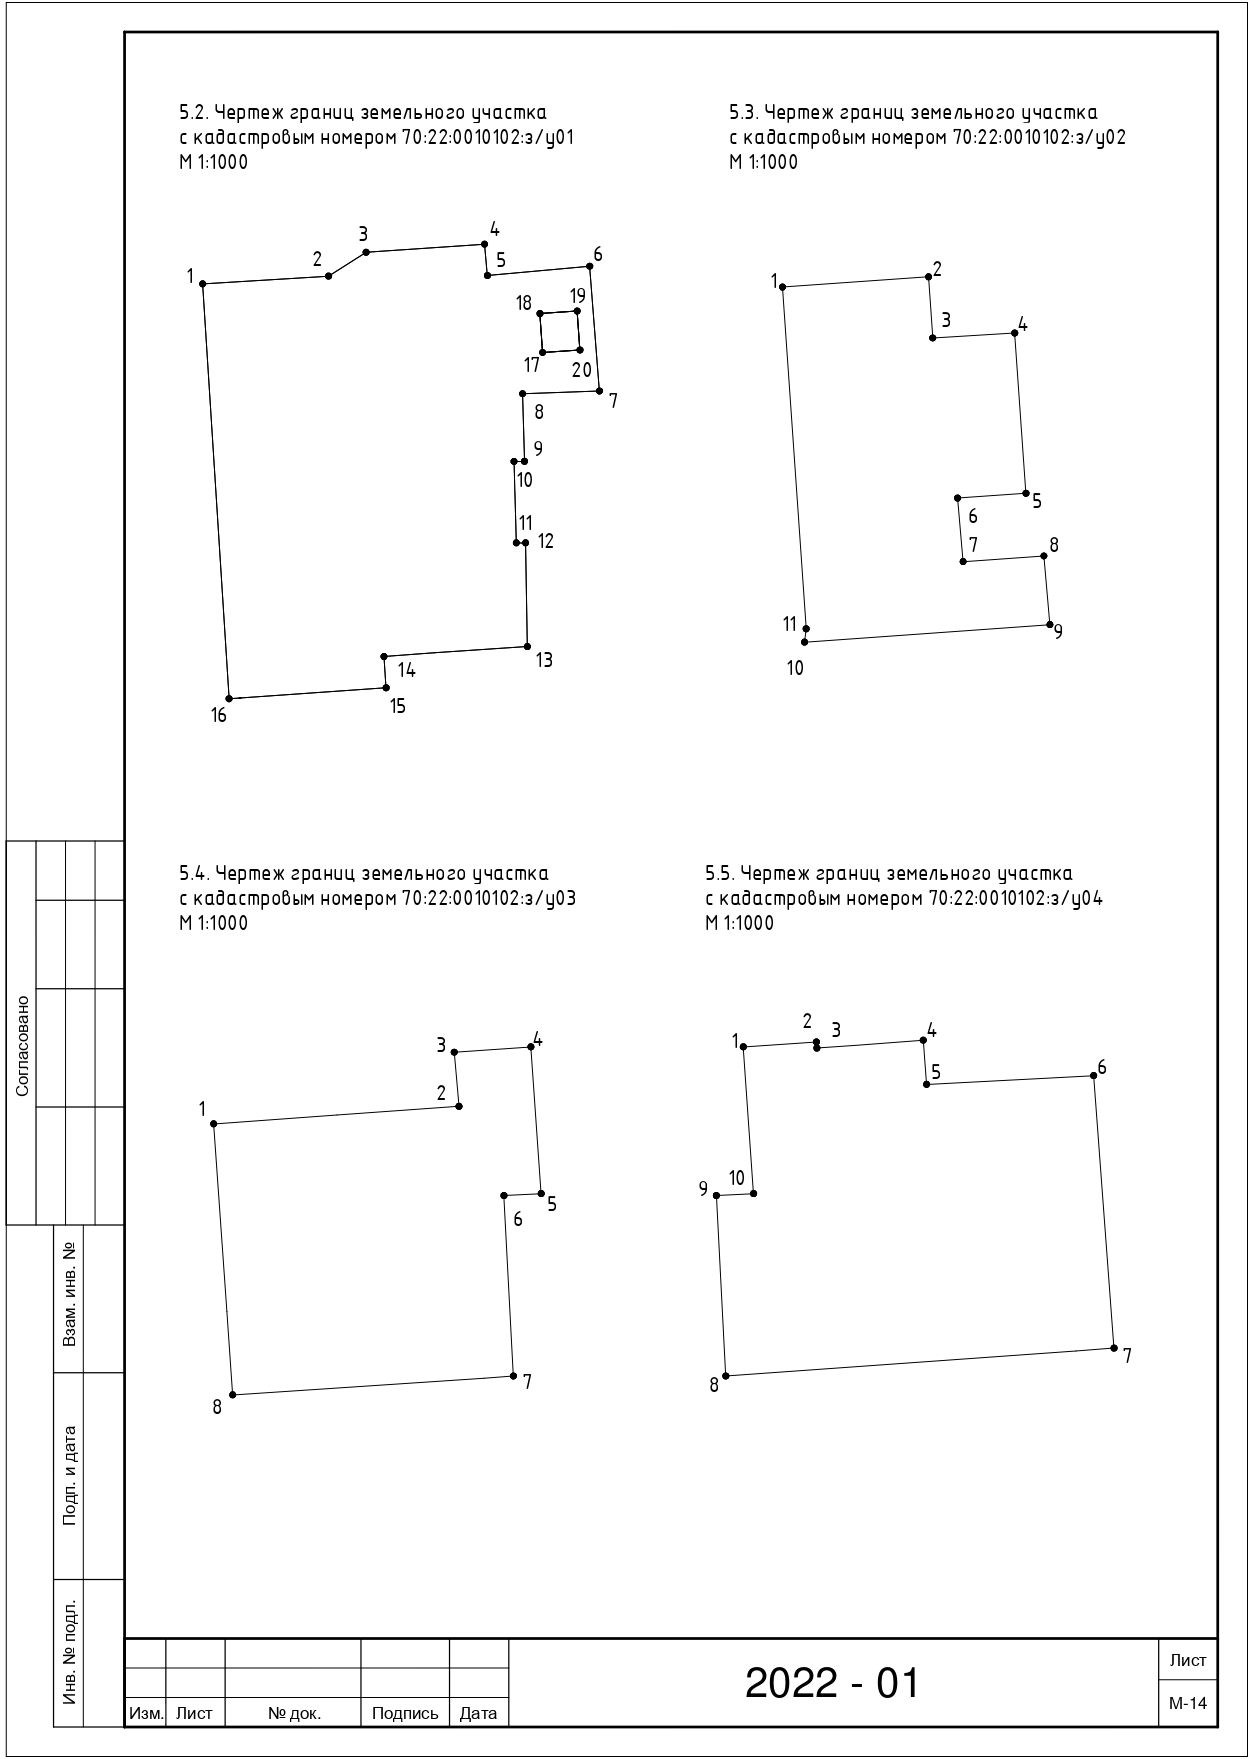 5.2. Чертеж границ земельного участка
с кадастровым номером 70:22:0010102:з/у01
М 1:1000
1
2
3
4
5
6
7
8
9
10
11
12
13
14
15
16
17
18
19
20
5.3. Чертеж границ земельного участка
с кадастровым номером 70:22:0010102:з/у02
М 1:1000
1
2
3
4
5
6
7
8
9
10
11
5.4. Чертеж границ земельного участка
с кадастровым номером 70:22:0010102:з/у03
М 1:1000
1
2
3
4
5
6
7
8
5.5. Чертеж границ земельного участка
с кадастровым номером 70:22:0010102:з/у04
М 1:1000
1
2
3
4
5
6
7
8
9
10
Согласовано
Взам. инв. №
Подп. и дата
Инв. № подл.
Изм. Лист № док. Подпись Дата
2022 - 01
Лист
М-14